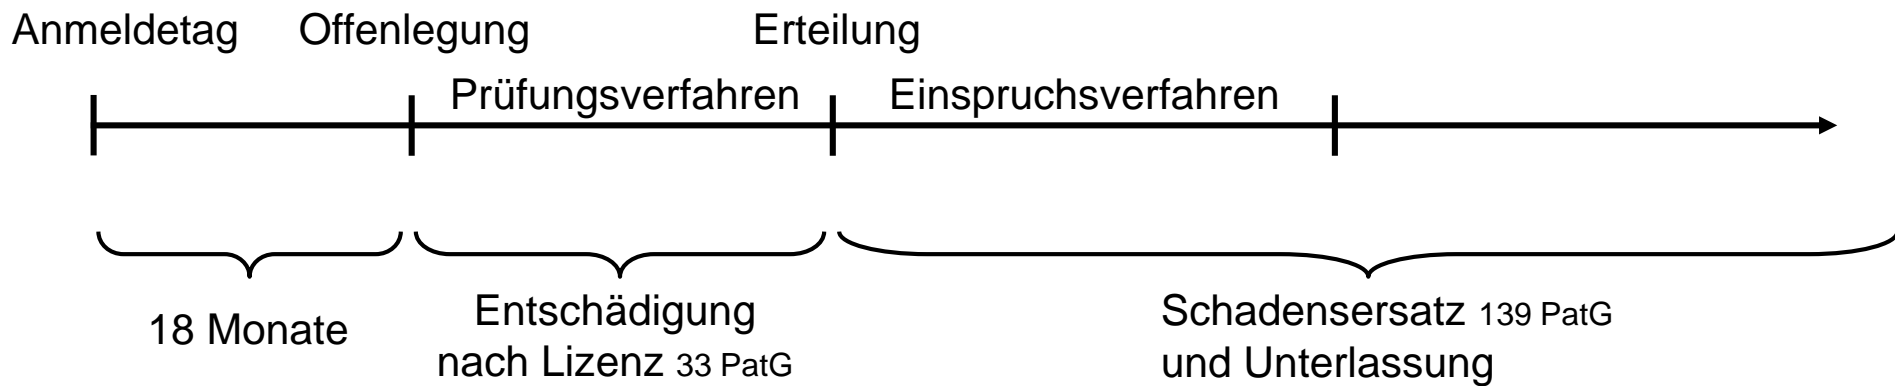 Anmeldetag Offenlegung Erteilung
Prüfungsverfahren Einspruchsverfahren
18 Monate
Entschädigung
nach Lizenz 33 PatG
Schadensersatz 139 PatG
und Unterlassung